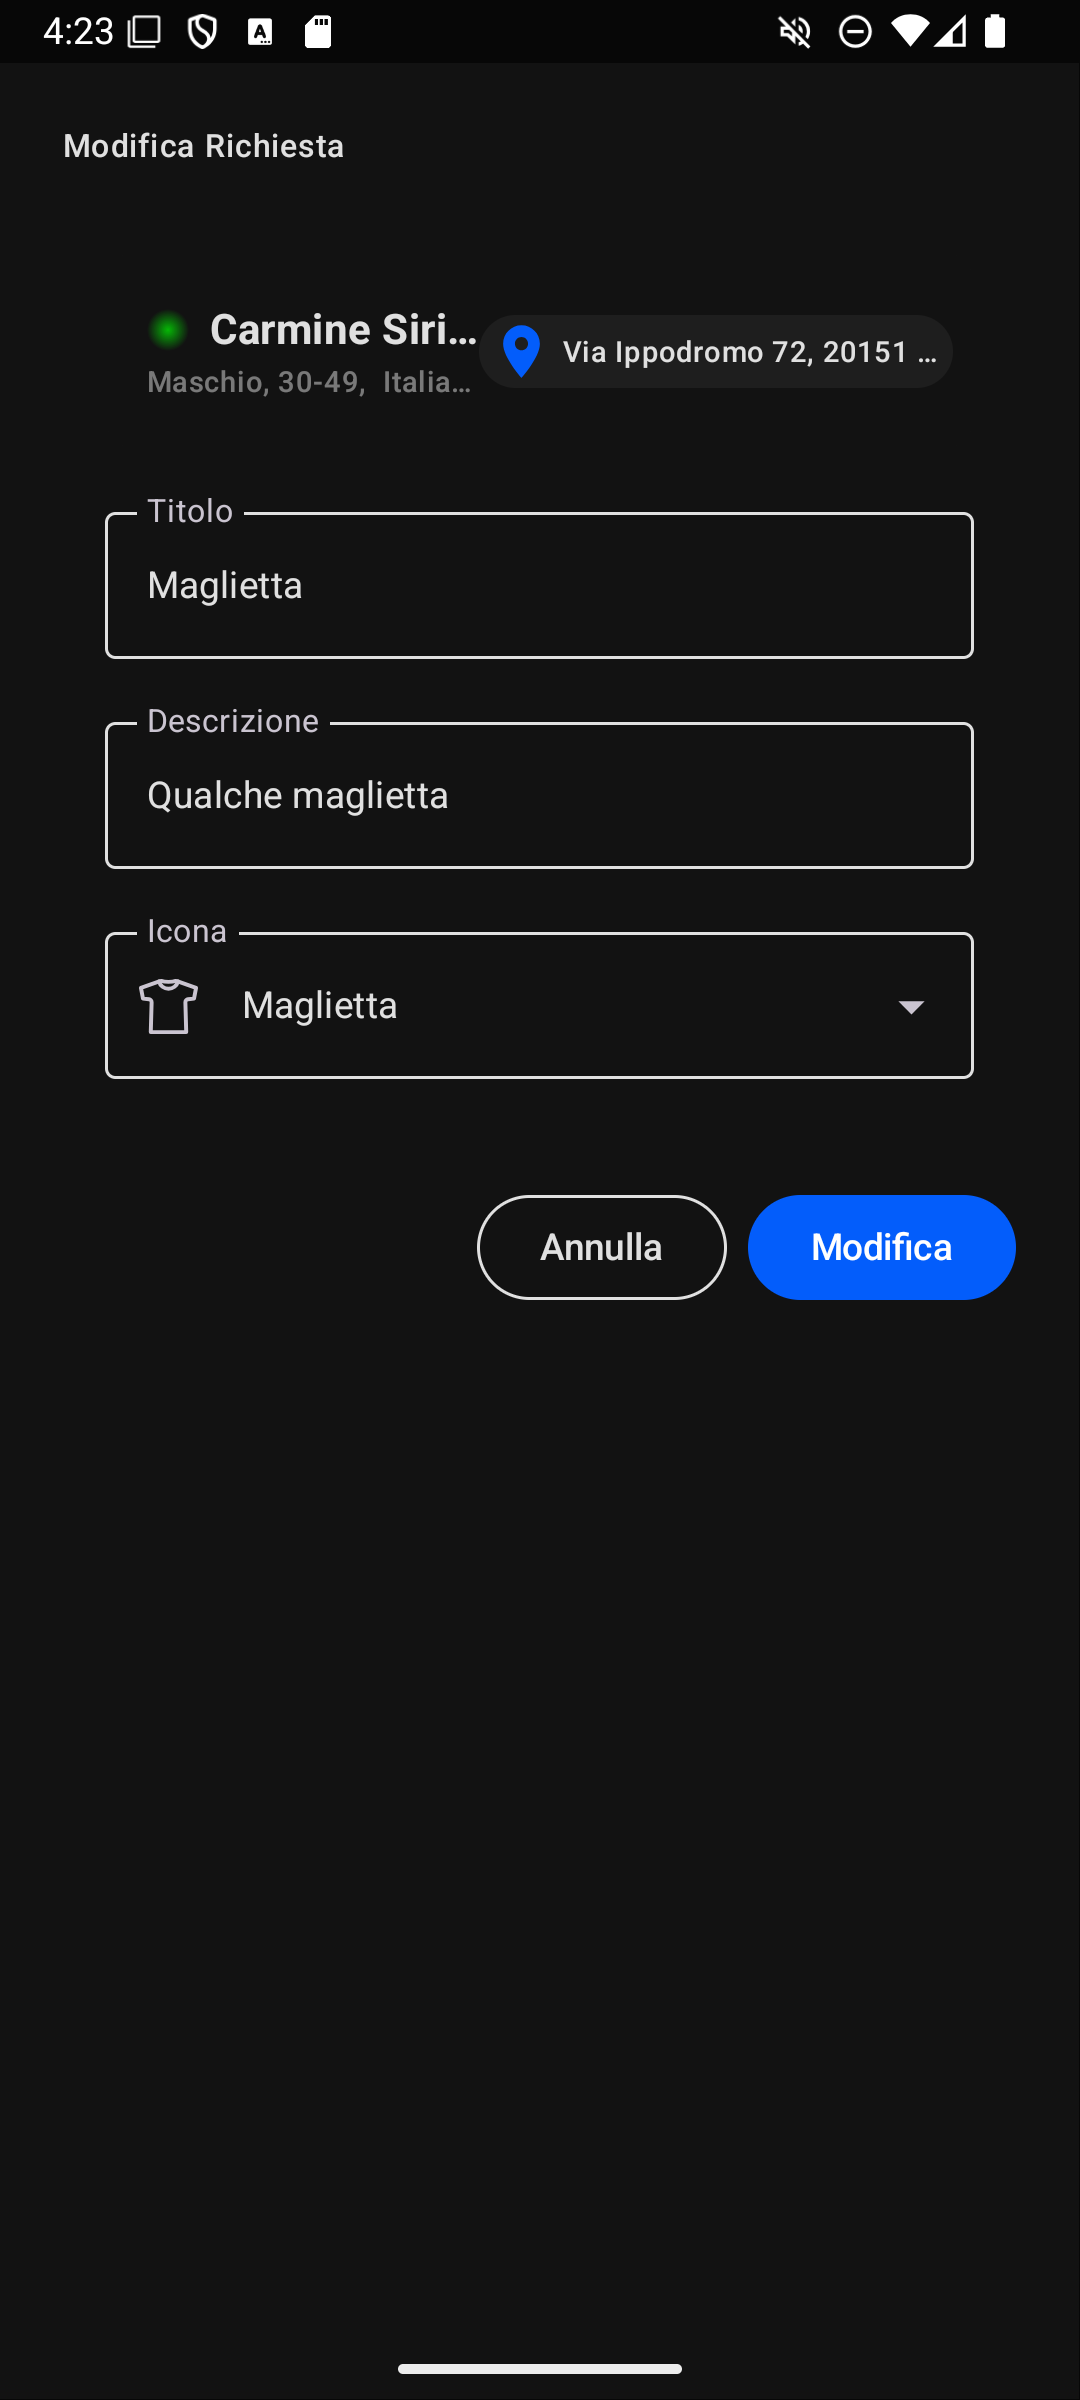 4:23
Modifica Richiesta
Carmine Siri...
Via Ippodromo 72, 20151 ...
Maschio, 30-49,  Italia...
Titolo
Maglietta
Descrizione
Qualche maglietta
Icona
Maglietta
Annulla
Modifica